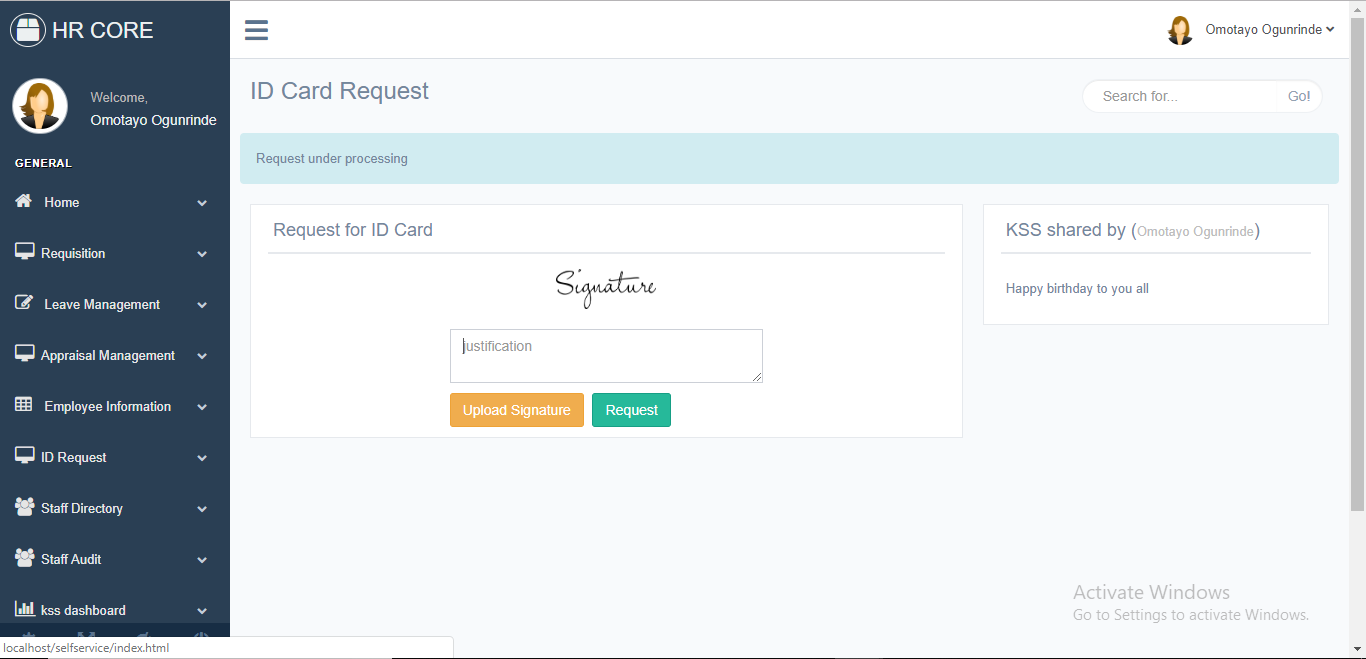 HR CORE
Omotayo Ogunrinde
Welcome,
Omotayo Ogunrinde
GENERAL
Home
Requisition
Leave Management
Appraisal Management
Employee Information
ID Request
Staff Directory
Staff Audit
kss dashboard
ID Card Request
Search for...
Go!
Request under processing
Request for ID Card
Signature
justification
Upload Signature
Request
KSS shared by (Omotayo Ogunrinde)
Happy birthday to you all
Activate Windows
Go to Settings to activate Windows.
localhost/selfservice/index.html